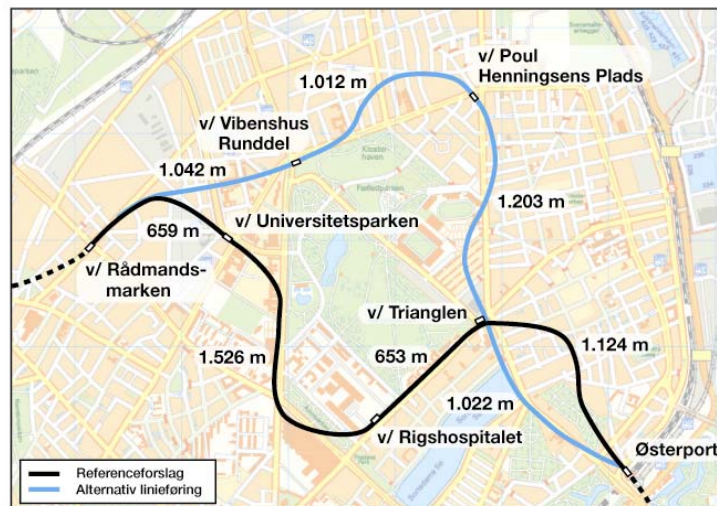 v/ Poul
Henningsens Plads
1.012 m
v/ Vibenshus
Runddel
1.042 m
1.203 m
659 m
v/ Universitetsparken
v/ Rådmands-
marken
v/ Trianglen
1.124 m
653 m
1.526 m
1.022 m
v/ Rigshospitalet
Østerport
Referenceforslag
Alternativ linieføring